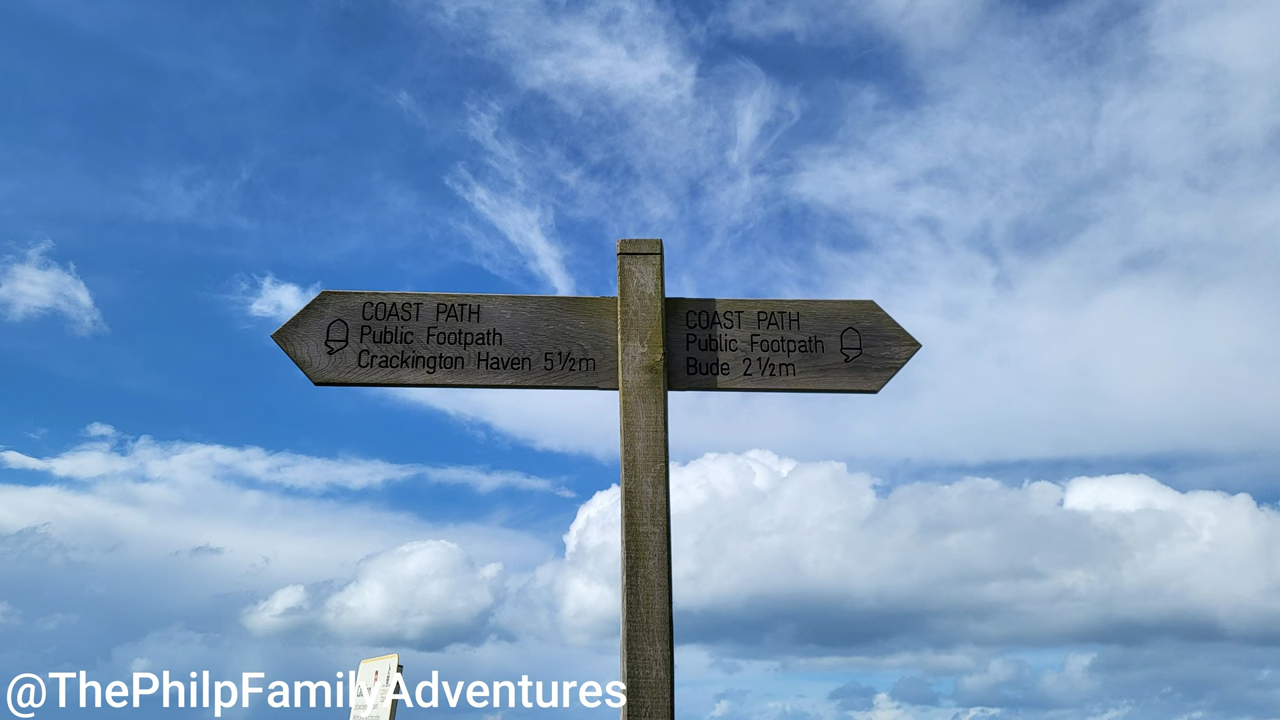 COAST PATH
Public Footpath
Crackington Haven 5½m
COAST PATH
Public Footpath
Bude 2½m
@ThePhilpFamilyAdventures